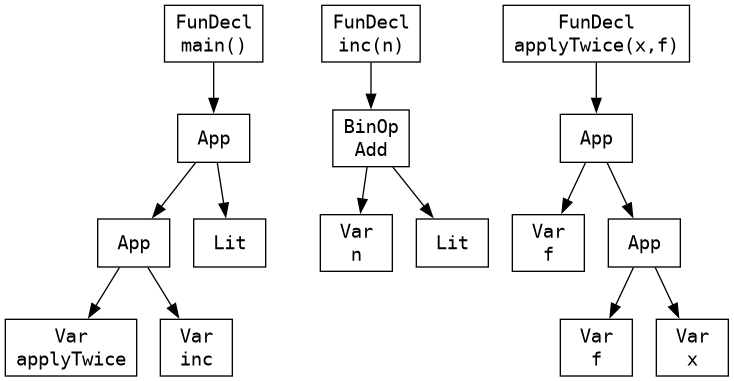 FunDecl
main()
FunDecl
inc(n)
FunDecl
applyTwice(x,f)
App
BinOp
Add
App
App
Lit
Var
n
Lit
Var
f
App
Var
applyTwice
Var
inc
Var
f
Var
x